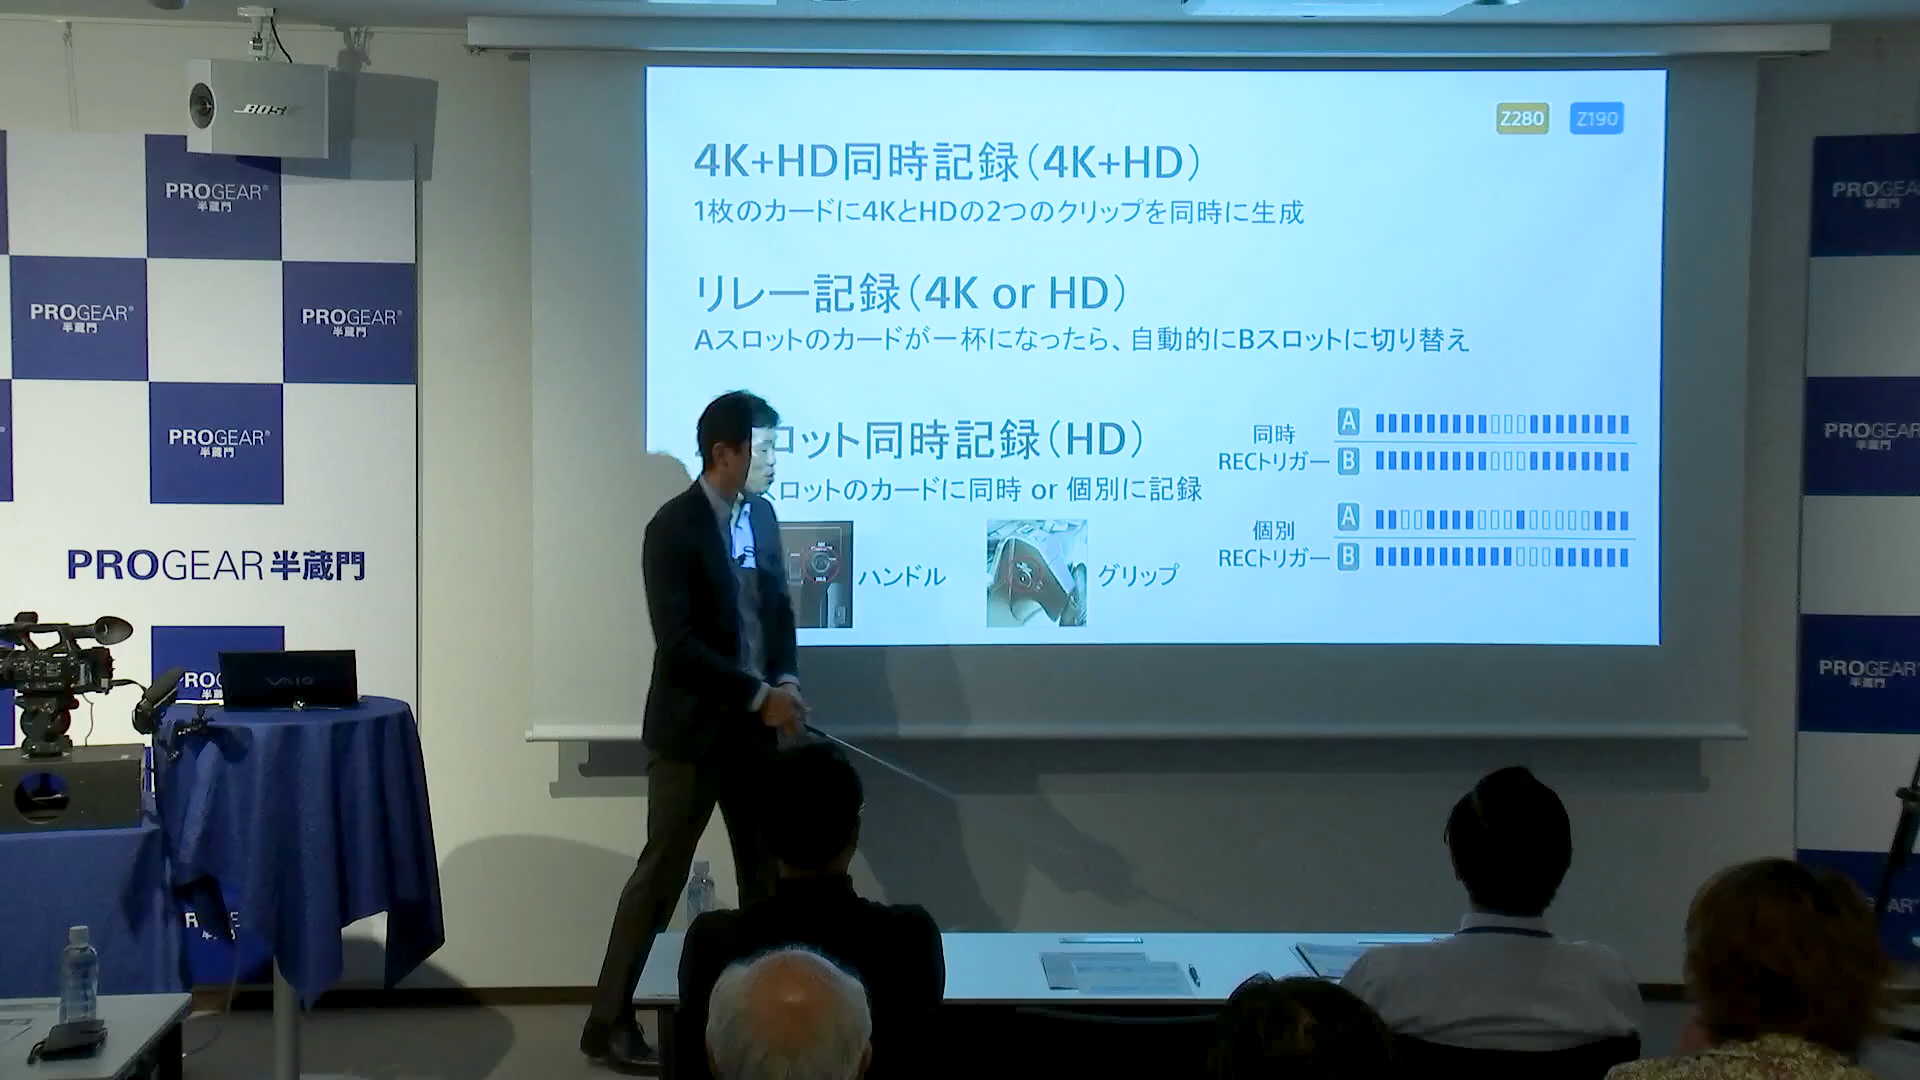 BOSE
Z280
Z190
4K+HD同時記録（4K+HD）
1枚のカードに4KとHDの2つのクリップを同時に生成
リレー記録（4K or HD）
Aスロットのカードが一杯になったら、自動的にBスロットに切り替え
ロット同時記録（HD）
スロットのカードに同時 or 個別に記録
ハンドル
グリップ
同時
RECトリガー
A
B
個別
RECトリガー
A
B
PROGEAR®
半蔵門
PROGEAR®
半蔵門
PROGEAR®
半蔵門
PROGEAR®
半蔵門
PROGEAR半蔵門
VAIO
PROGEA
半蔵門
PROGEAR
半蔵門
PROGEAR
半蔵門